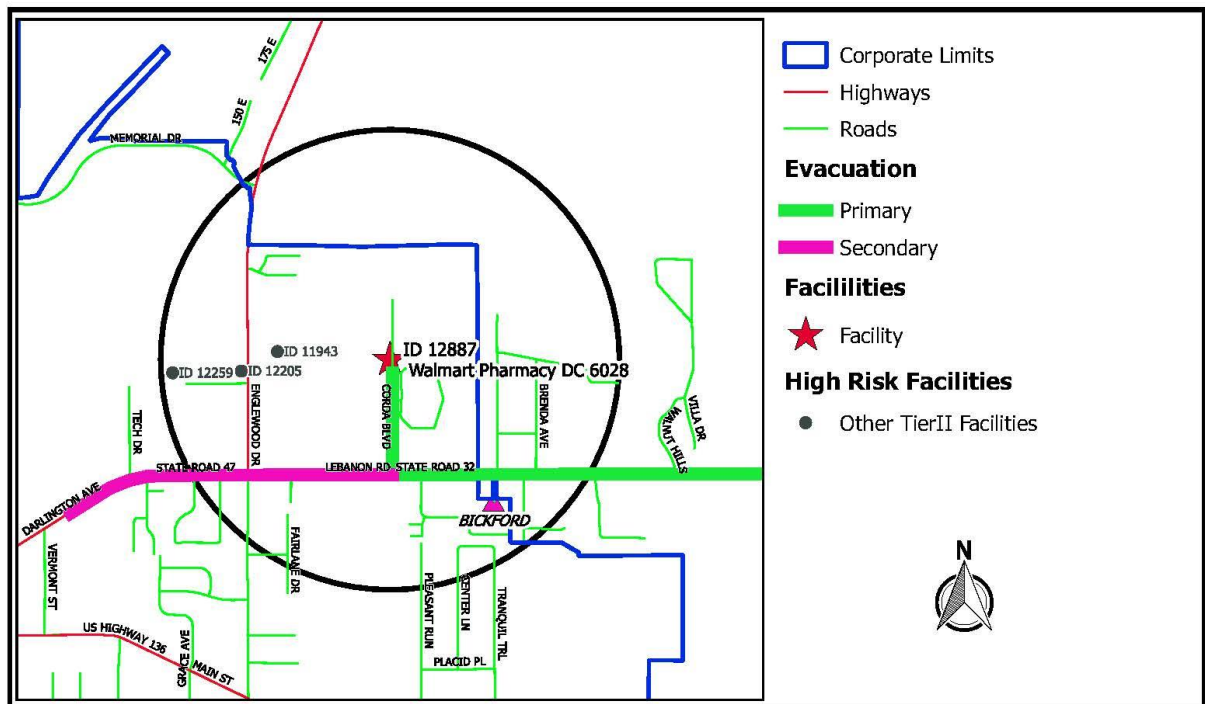 175 E
150 E
MEMORIAL DR
ID 11943
ID 12259
ID 12205
ID 12887
Walmart Pharmacy DC 6028
TECH DR
ENGLEWOOD DR
CORDA BLVD
BRENDA AVE
WALNUT HILLS
VILLA DR
STATE ROAD 47
LEBANON RD
STATE ROAD 32
DARLINGTON AVE
BICKFORD
VERMONT ST
FAIRLANE DR
PLEASANT RUN
CENTER LN
TRANQUIL TRL
US HIGHWAY 136
GRACE AVE
MAIN ST
PLACID PL
Corporate Limits
Highways
Roads
Evacuation
Primary
Secondary
Facililities
Facility
High Risk Facilities
Other TierII Facilities
N